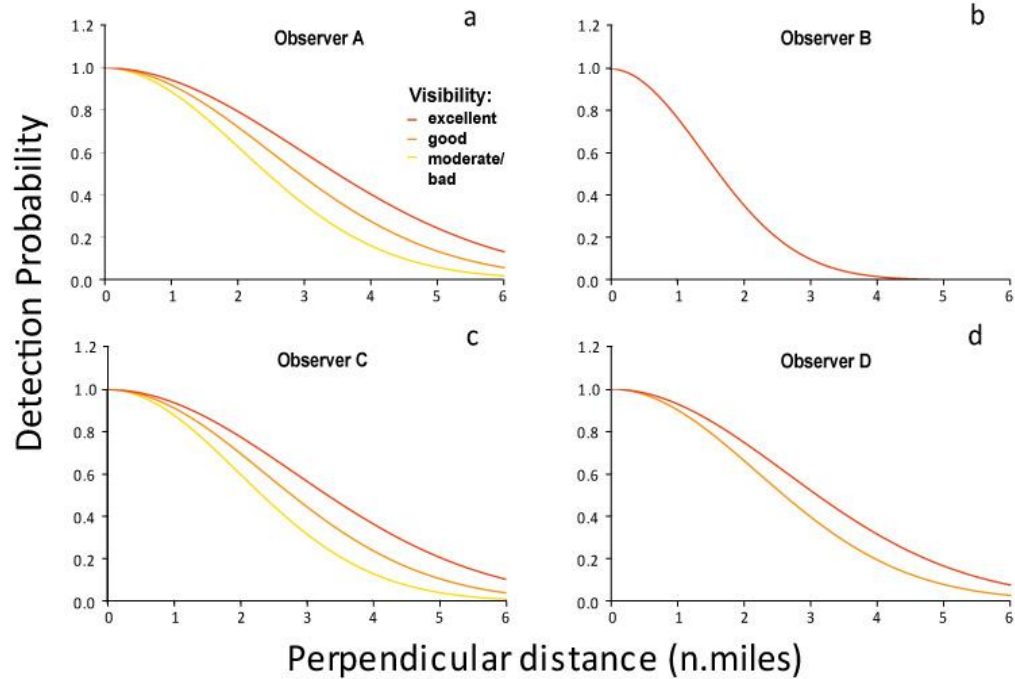 a
Observer A
1.2
1.0
0.8
0.6
0.4
0.2
0.0
0 1 2 3 4 5 6
Visibility:
excellent
good
moderate/
bad
b
Observer B
1.2
1.0
0.8
0.6
0.4
0.2
0.0
0 1 2 3 4 5 6
c
Observer C
1.2
1.0
0.8
0.6
0.4
0.2
0.0
0 1 2 3 4 5 6
d
Observer D
1.2
1.0
0.8
0.6
0.4
0.2
0.0
0 1 2 3 4 5 6
Detection Probability
Perpendicular distance (n.miles)